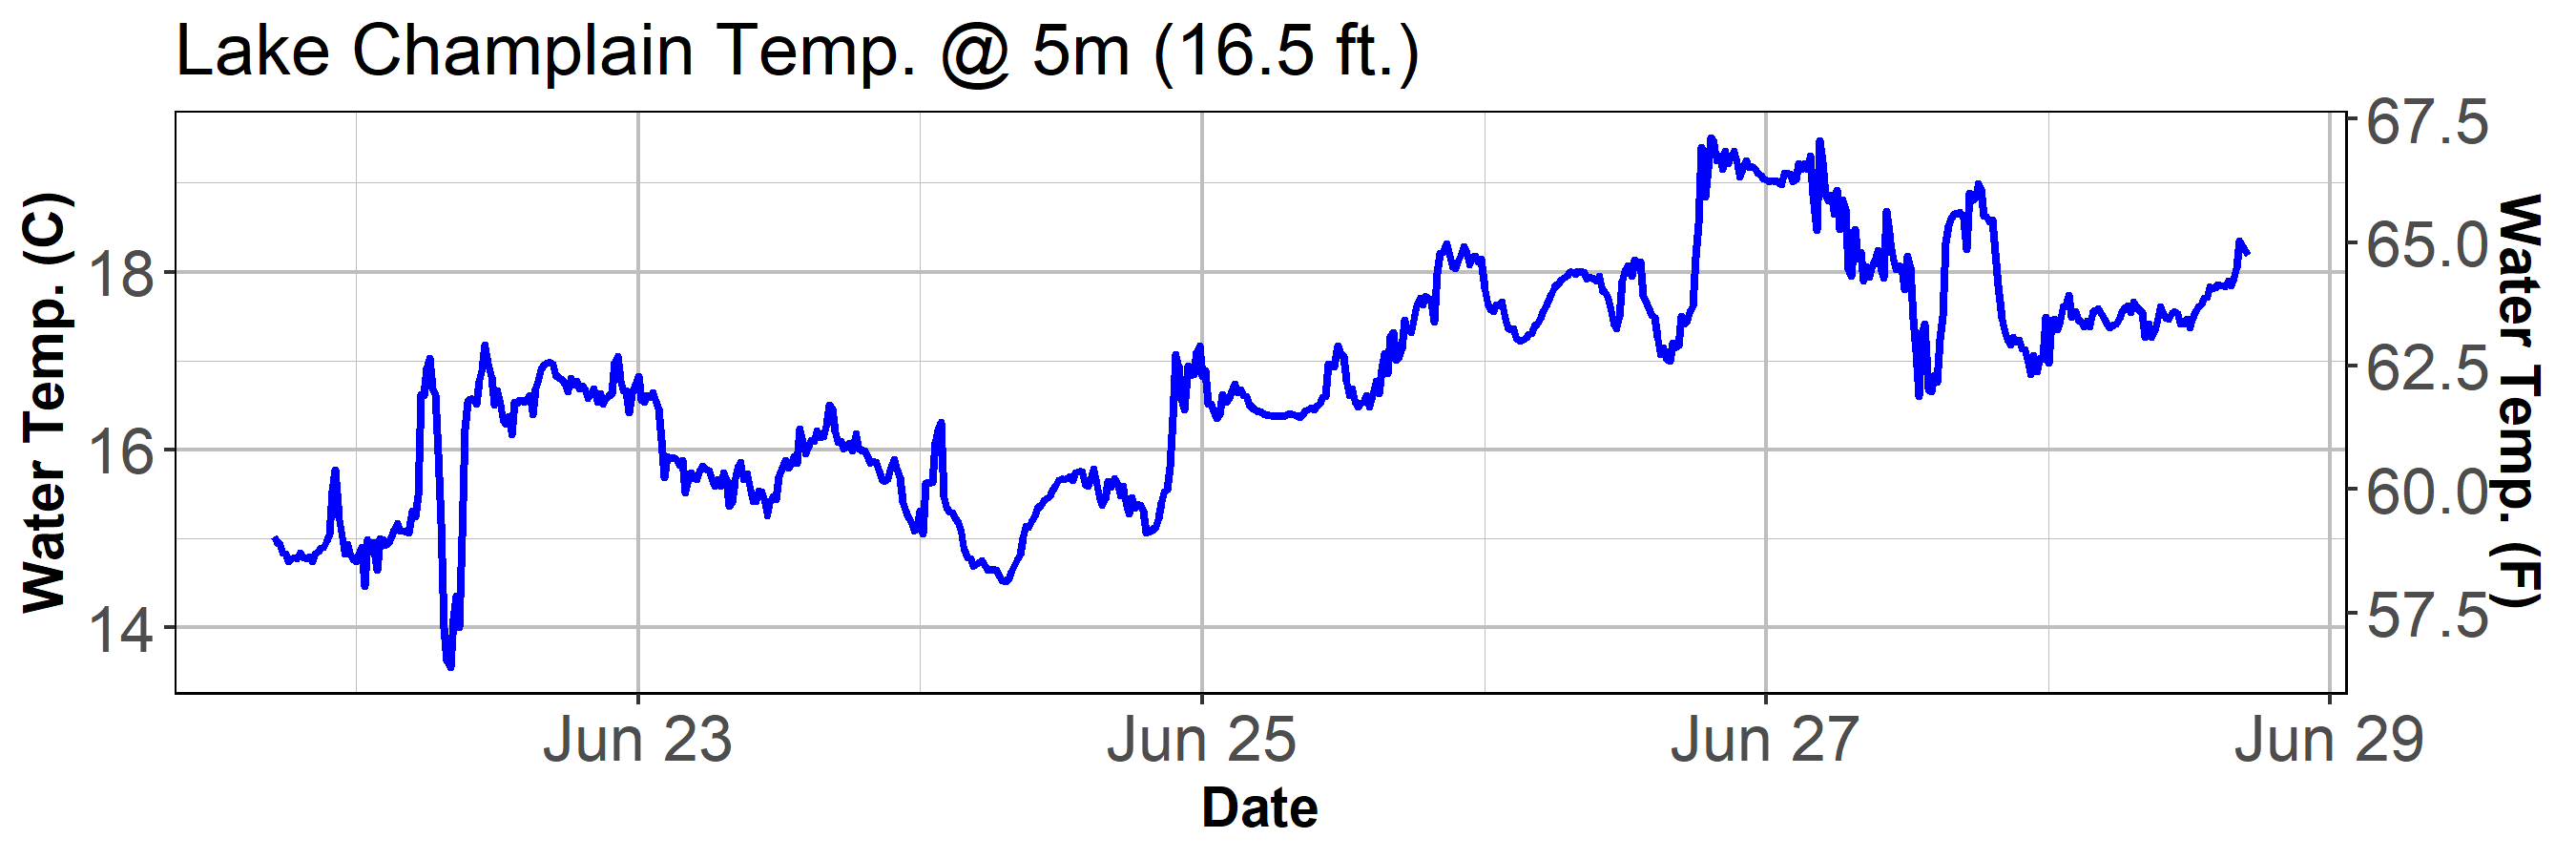 Lake Champlain Temp. @ 5m (16.5 ft.)
Water Temp. (C)
18
16
14
67.5
65.0
62.5
60.0
57.5
Water Temp. (F)
Jun 23
Jun 25
Jun 27
Jun 29
Date